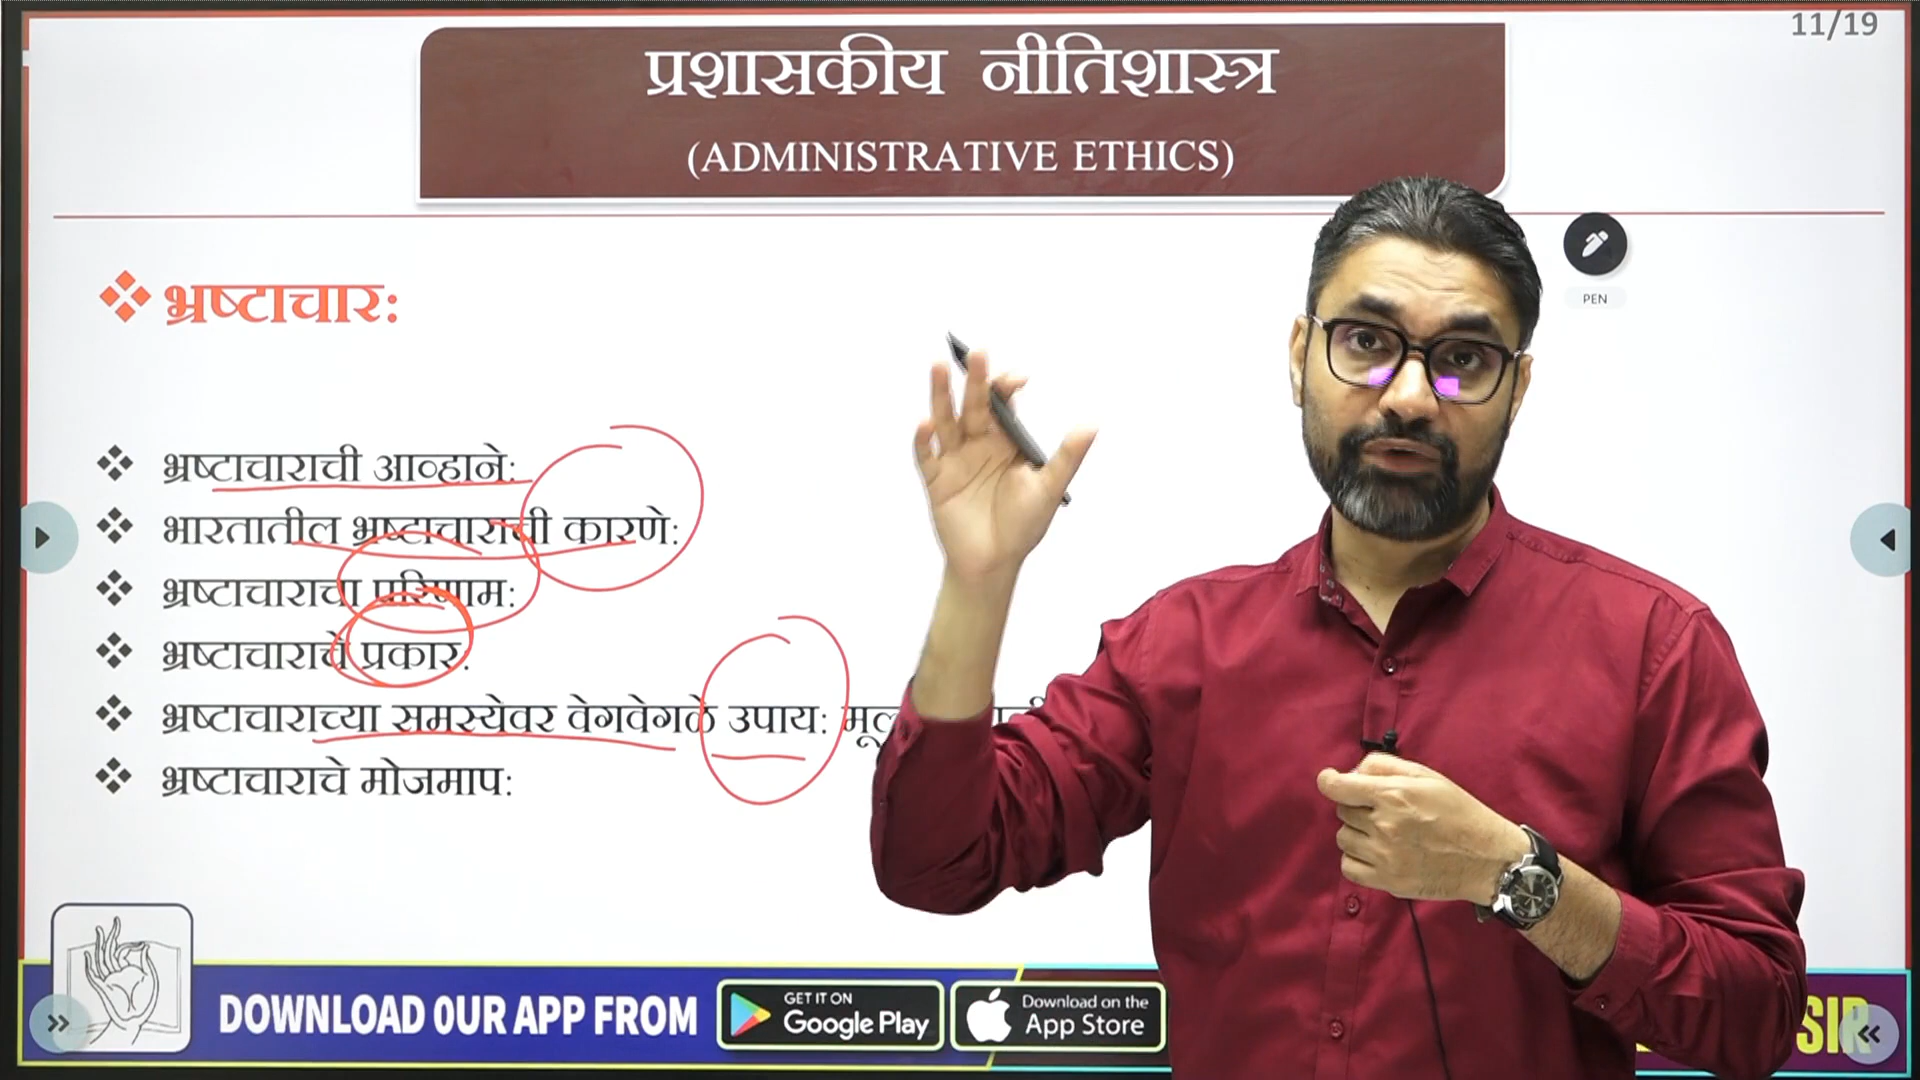 11/19
प्रशासकीय नीतिशास्त्र
(ADMINISTRATIVE ETHICS)
PEN
❖ भ्रष्टाचार:
❖ भ्रष्टाचाराची आव्हाने:
❖ भारतातील भ्रष्टाचाराची कारणे:
❖ भ्रष्टाचाराचा परिणाम:
❖ भ्रष्टाचाराचे प्रकार:
❖ भ्रष्टाचाराच्या समस्येवर वेगवेगळे उपाय:
❖ भ्रष्टाचाराचे मोजमाप:
DOWNLOAD 0UR APP FROM
GET IT ON
Google Play
Download on the
App Store
SIR